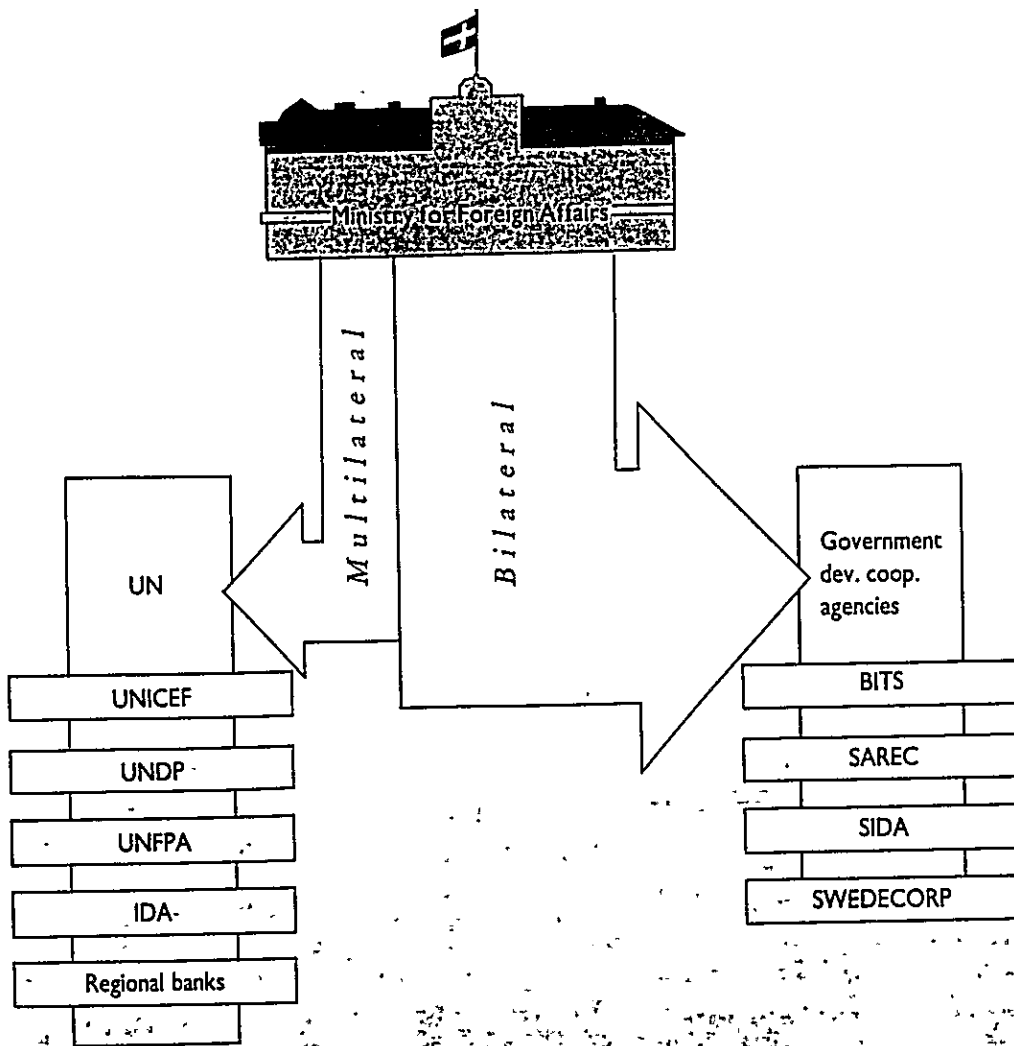 Ministry for Foreign Affairs
Multilateral
Bilateral
UN
UNICEF
UNDP
UNFPA
IDA
Regional banks
Government
dev. coop.
agencies
BITS
SAREC
SIDA
SWEDECORP